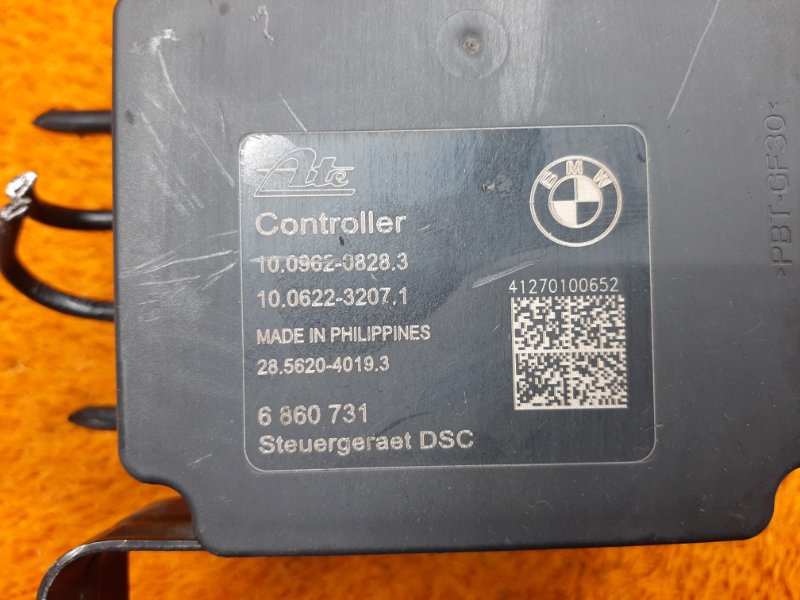 Ate
BMW
Controller
10.0962-0828.3
10.0622-3207.1
MADE IN PHILIPPINES
28.5620-4019.3
6 860 731
Steuergeraet DSC
41270100652
>PBT-GF30<